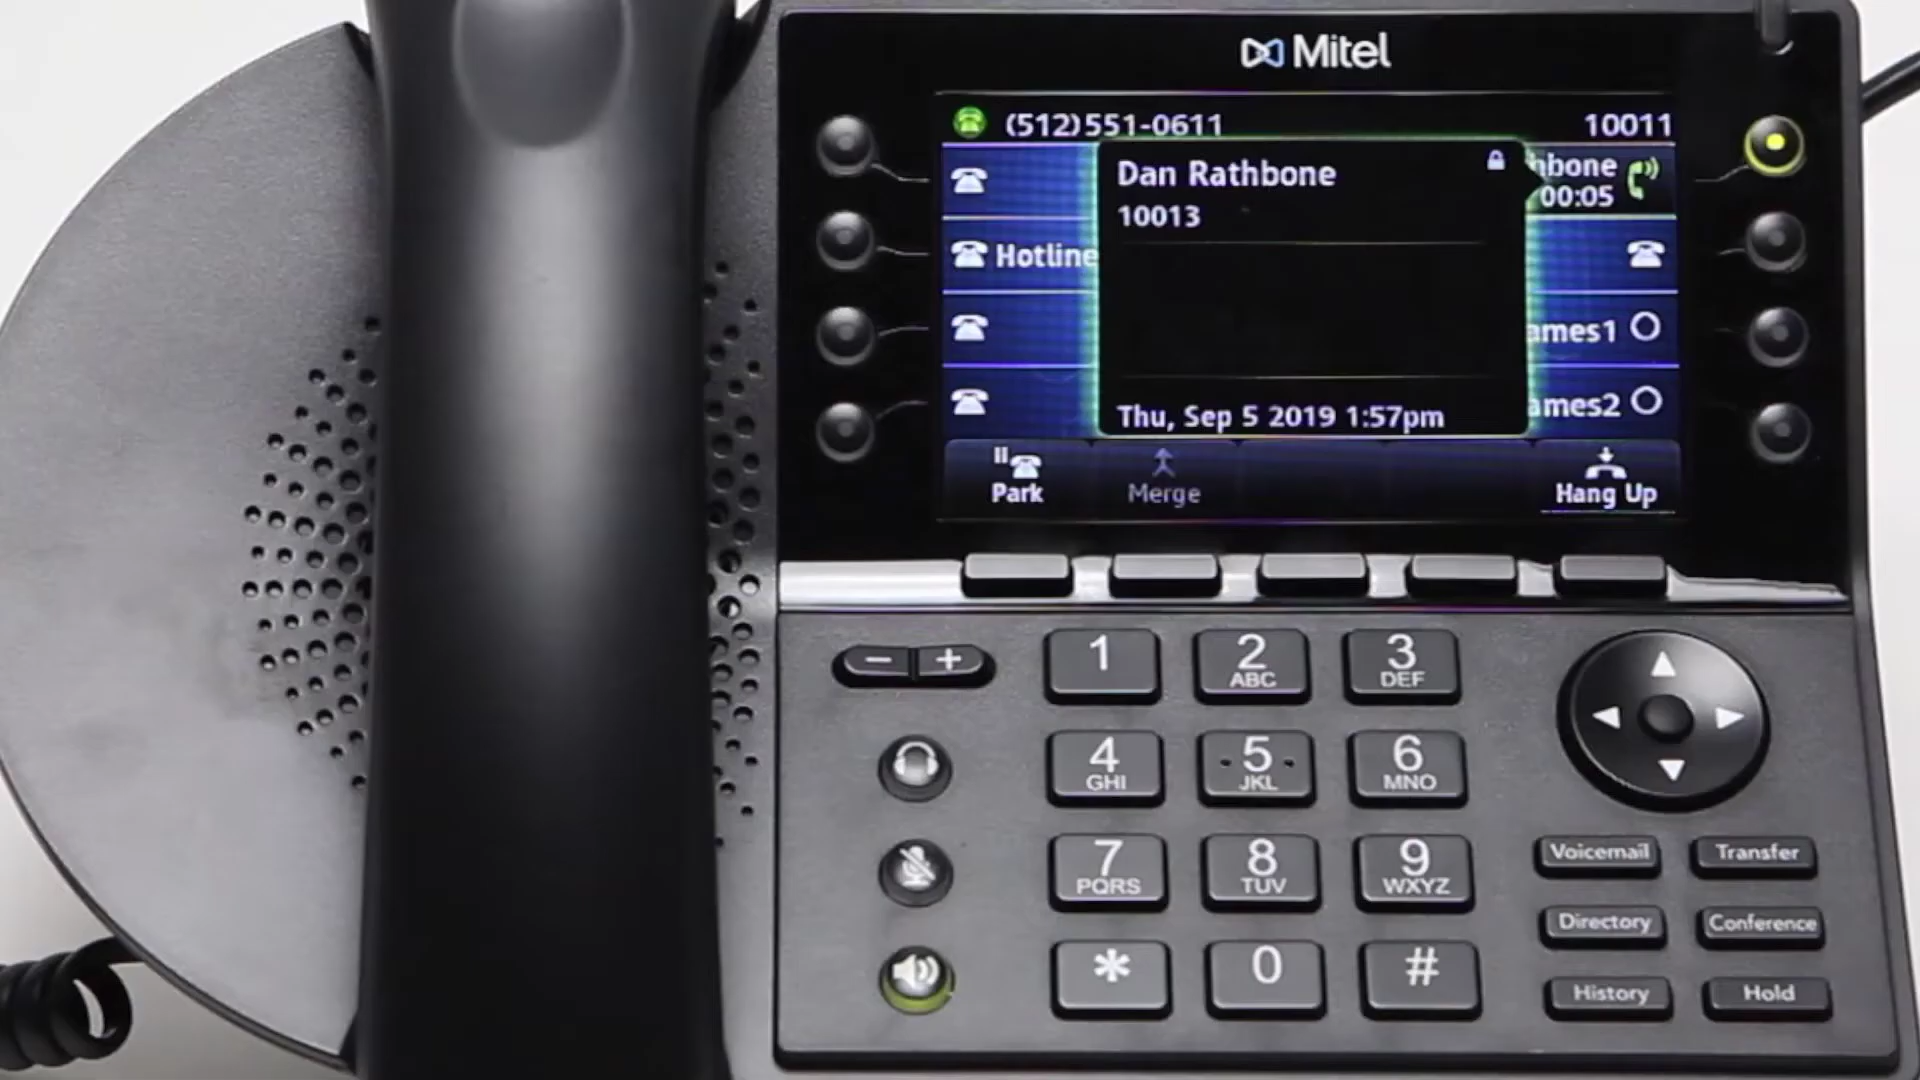 Mitel
(512)551-0611 10011
Dan Rathbone
10013
hbone
00:05
Hotline
ames1
ames2
Thu, Sep 5 2019 1:57pm
Park Merge Hang Up
− +
1 2 3
ABC DEF
4 5 6
GHI JKL MNO
7 8 9
PQRS TUV WXYZ
* 0 #
Voicemail Transfer
Directory Conference
History Hold